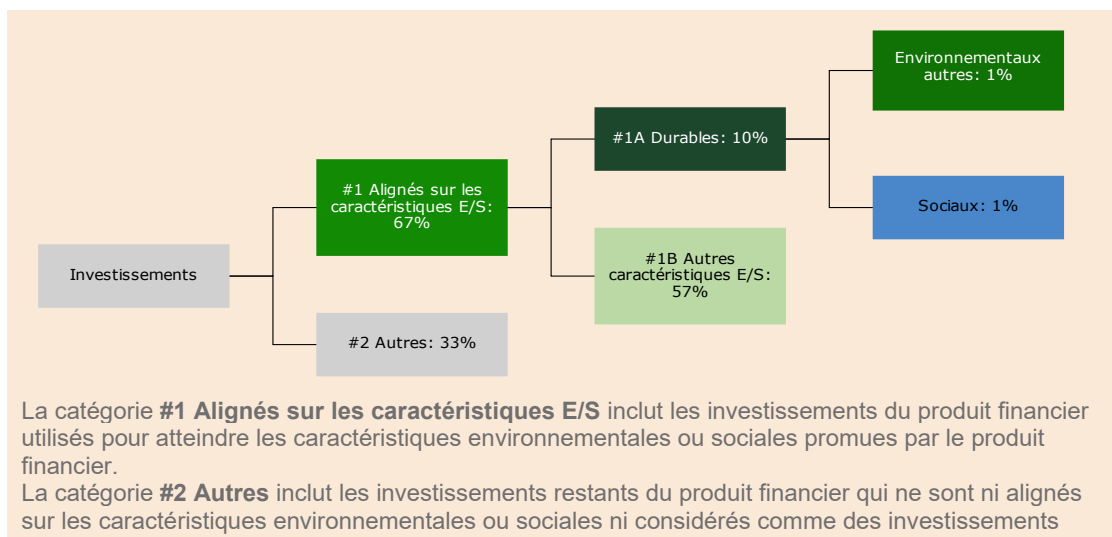 Environnementaux
autres: 1%
#1A Durables: 10%
#1 Alignés sur les
caractéristiques E/S:
67%
Sociaux: 1%
#1B Autres
caractéristiques E/S:
57%
Investissements
#2 Autres: 33%
La catégorie #1 Alignés sur les caractéristiques E/S inclut les investissements du produit financier
utilisés pour atteindre les caractéristiques environnementales ou sociales promues par le produit
financier.
La catégorie #2 Autres inclut les investissements restants du produit financier qui ne sont ni alignés
sur les caractéristiques environnementales ou sociales ni considérés comme des investissements